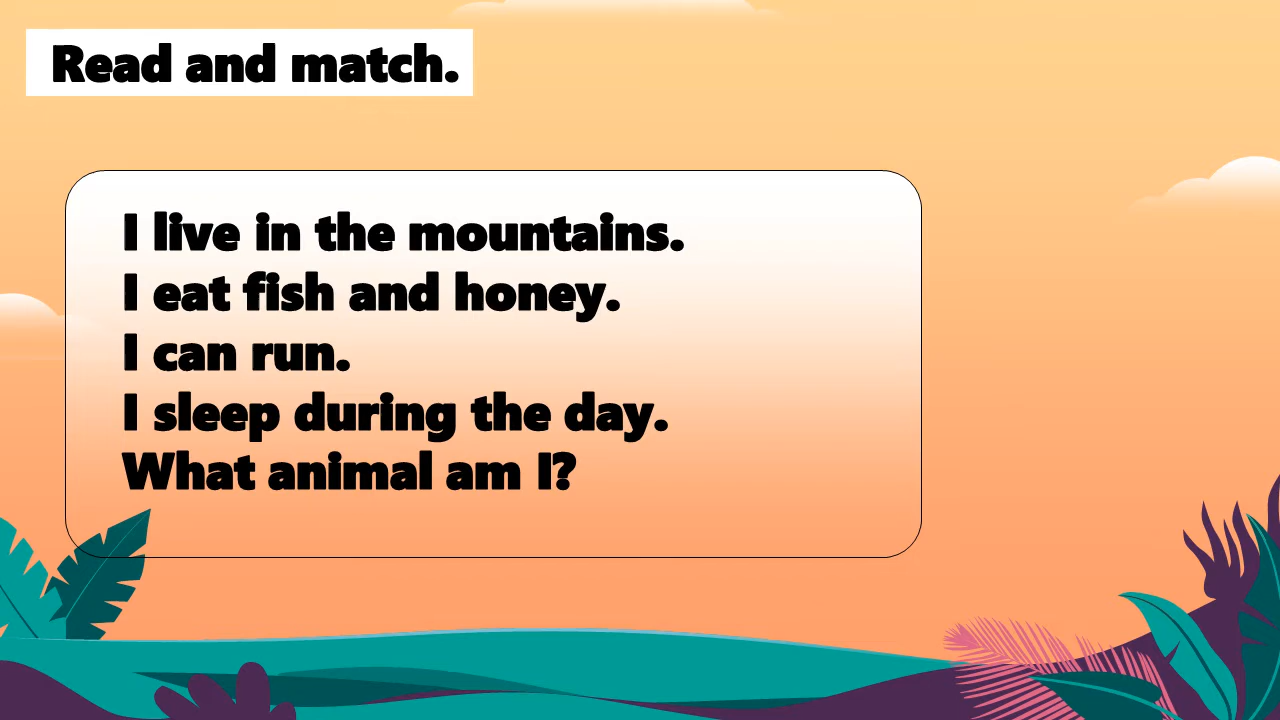 Read and match.
I live in the mountains.
I eat fish and honey.
I can run.
I sleep during the day.
What animal am I?